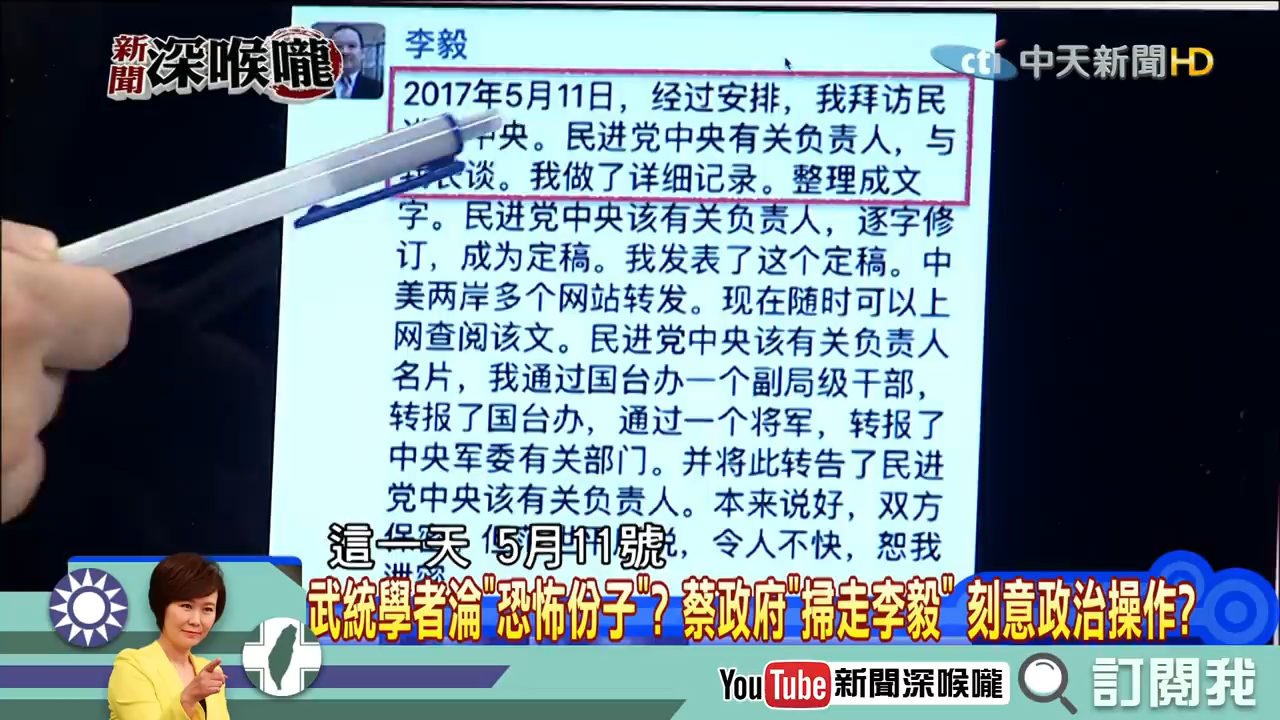 新聞深喉嚨
cti 中天新聞HD
李毅
2017年5月11日，经过安排，我拜访民
中央。民进党中央有关负责人，与
谈。我做了详细记录。整理成文
字。民进党中央该有关负责人，逐字修
订，成为定稿。我发表了这个定稿。中
美两岸多个网站转发。现在随时可以上
网查阅该文。民进党中央该有关负责人
名片，我通过国台办一个副局级干部，
转报了国台办，通过一个将军，转报了
中央军委有关部门。并将此转告了民进
党中央该有关负责人。本来说好，双方
，令人不快，恕我
這一天 5月11號
武統學者淪"恐怖份子"? 蔡政府"掃走李毅" 刻意政治操作?
YouTube 新聞深喉嚨 訂閱我